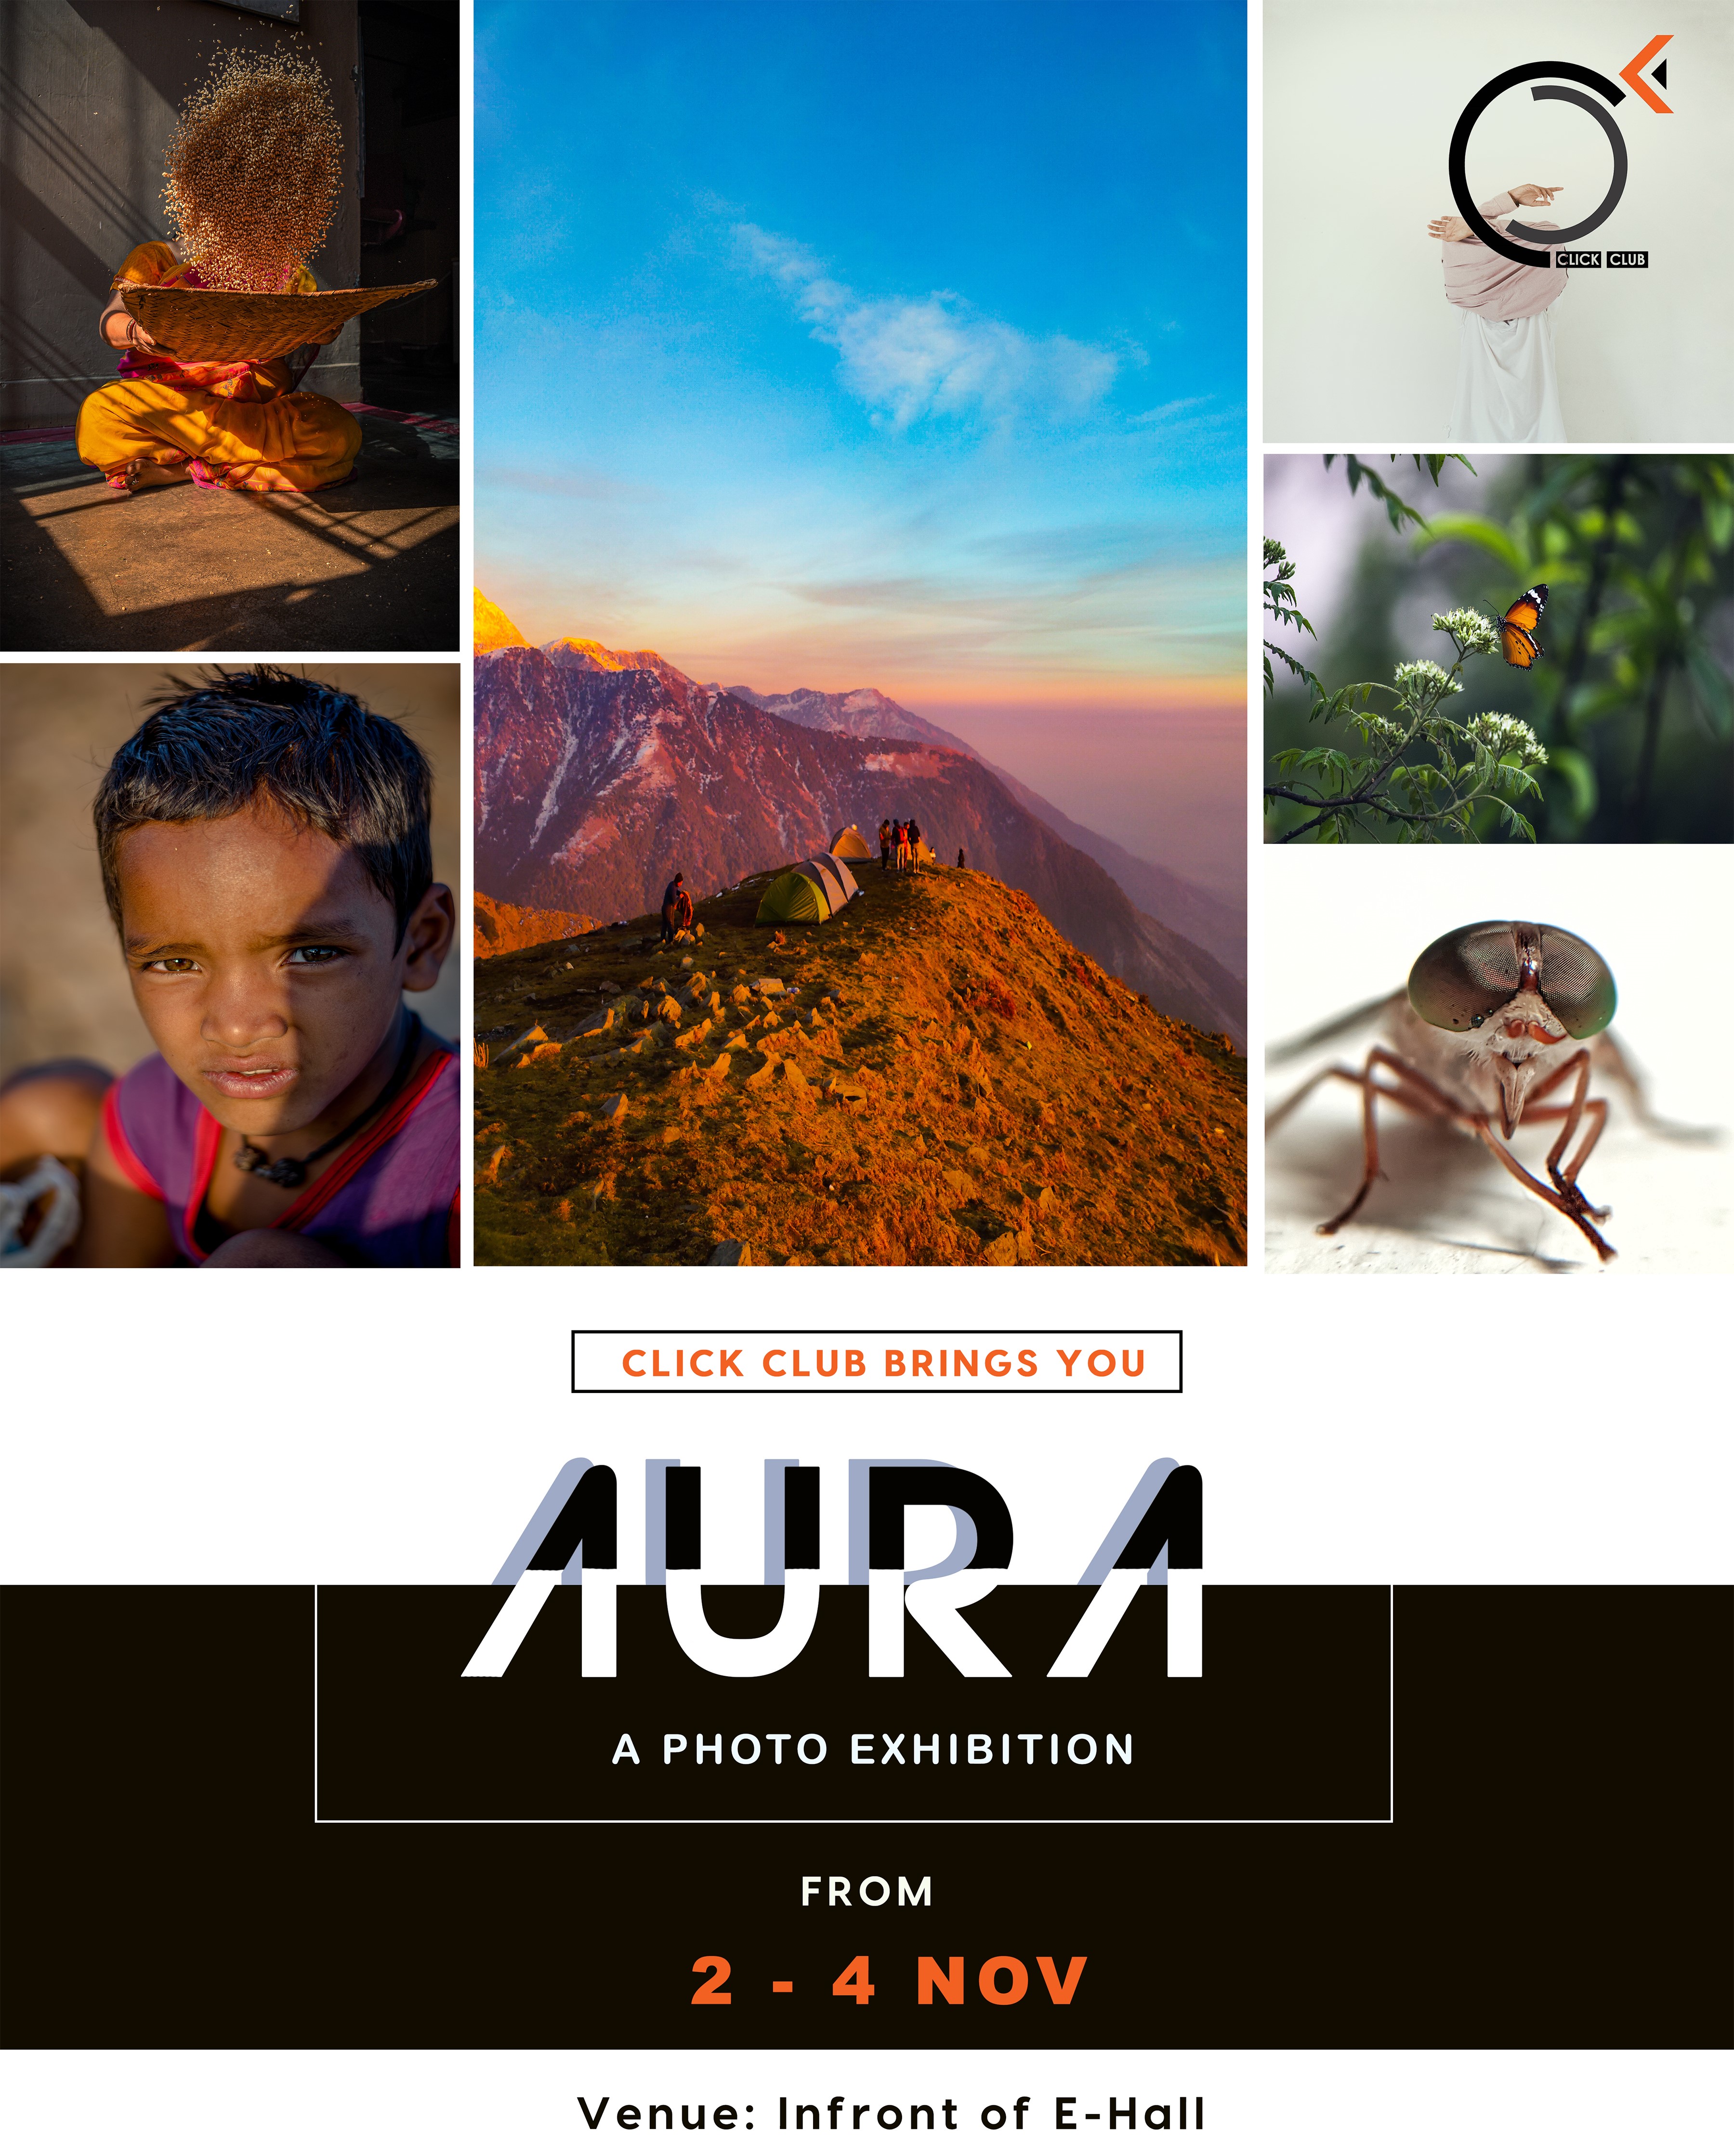 CLICK CLUB
CLICK CLUB BRINGS YOU
AURA
A PHOTO EXHIBITION
FROM
2 - 4 NOV
Venue: Infront of E-Hall